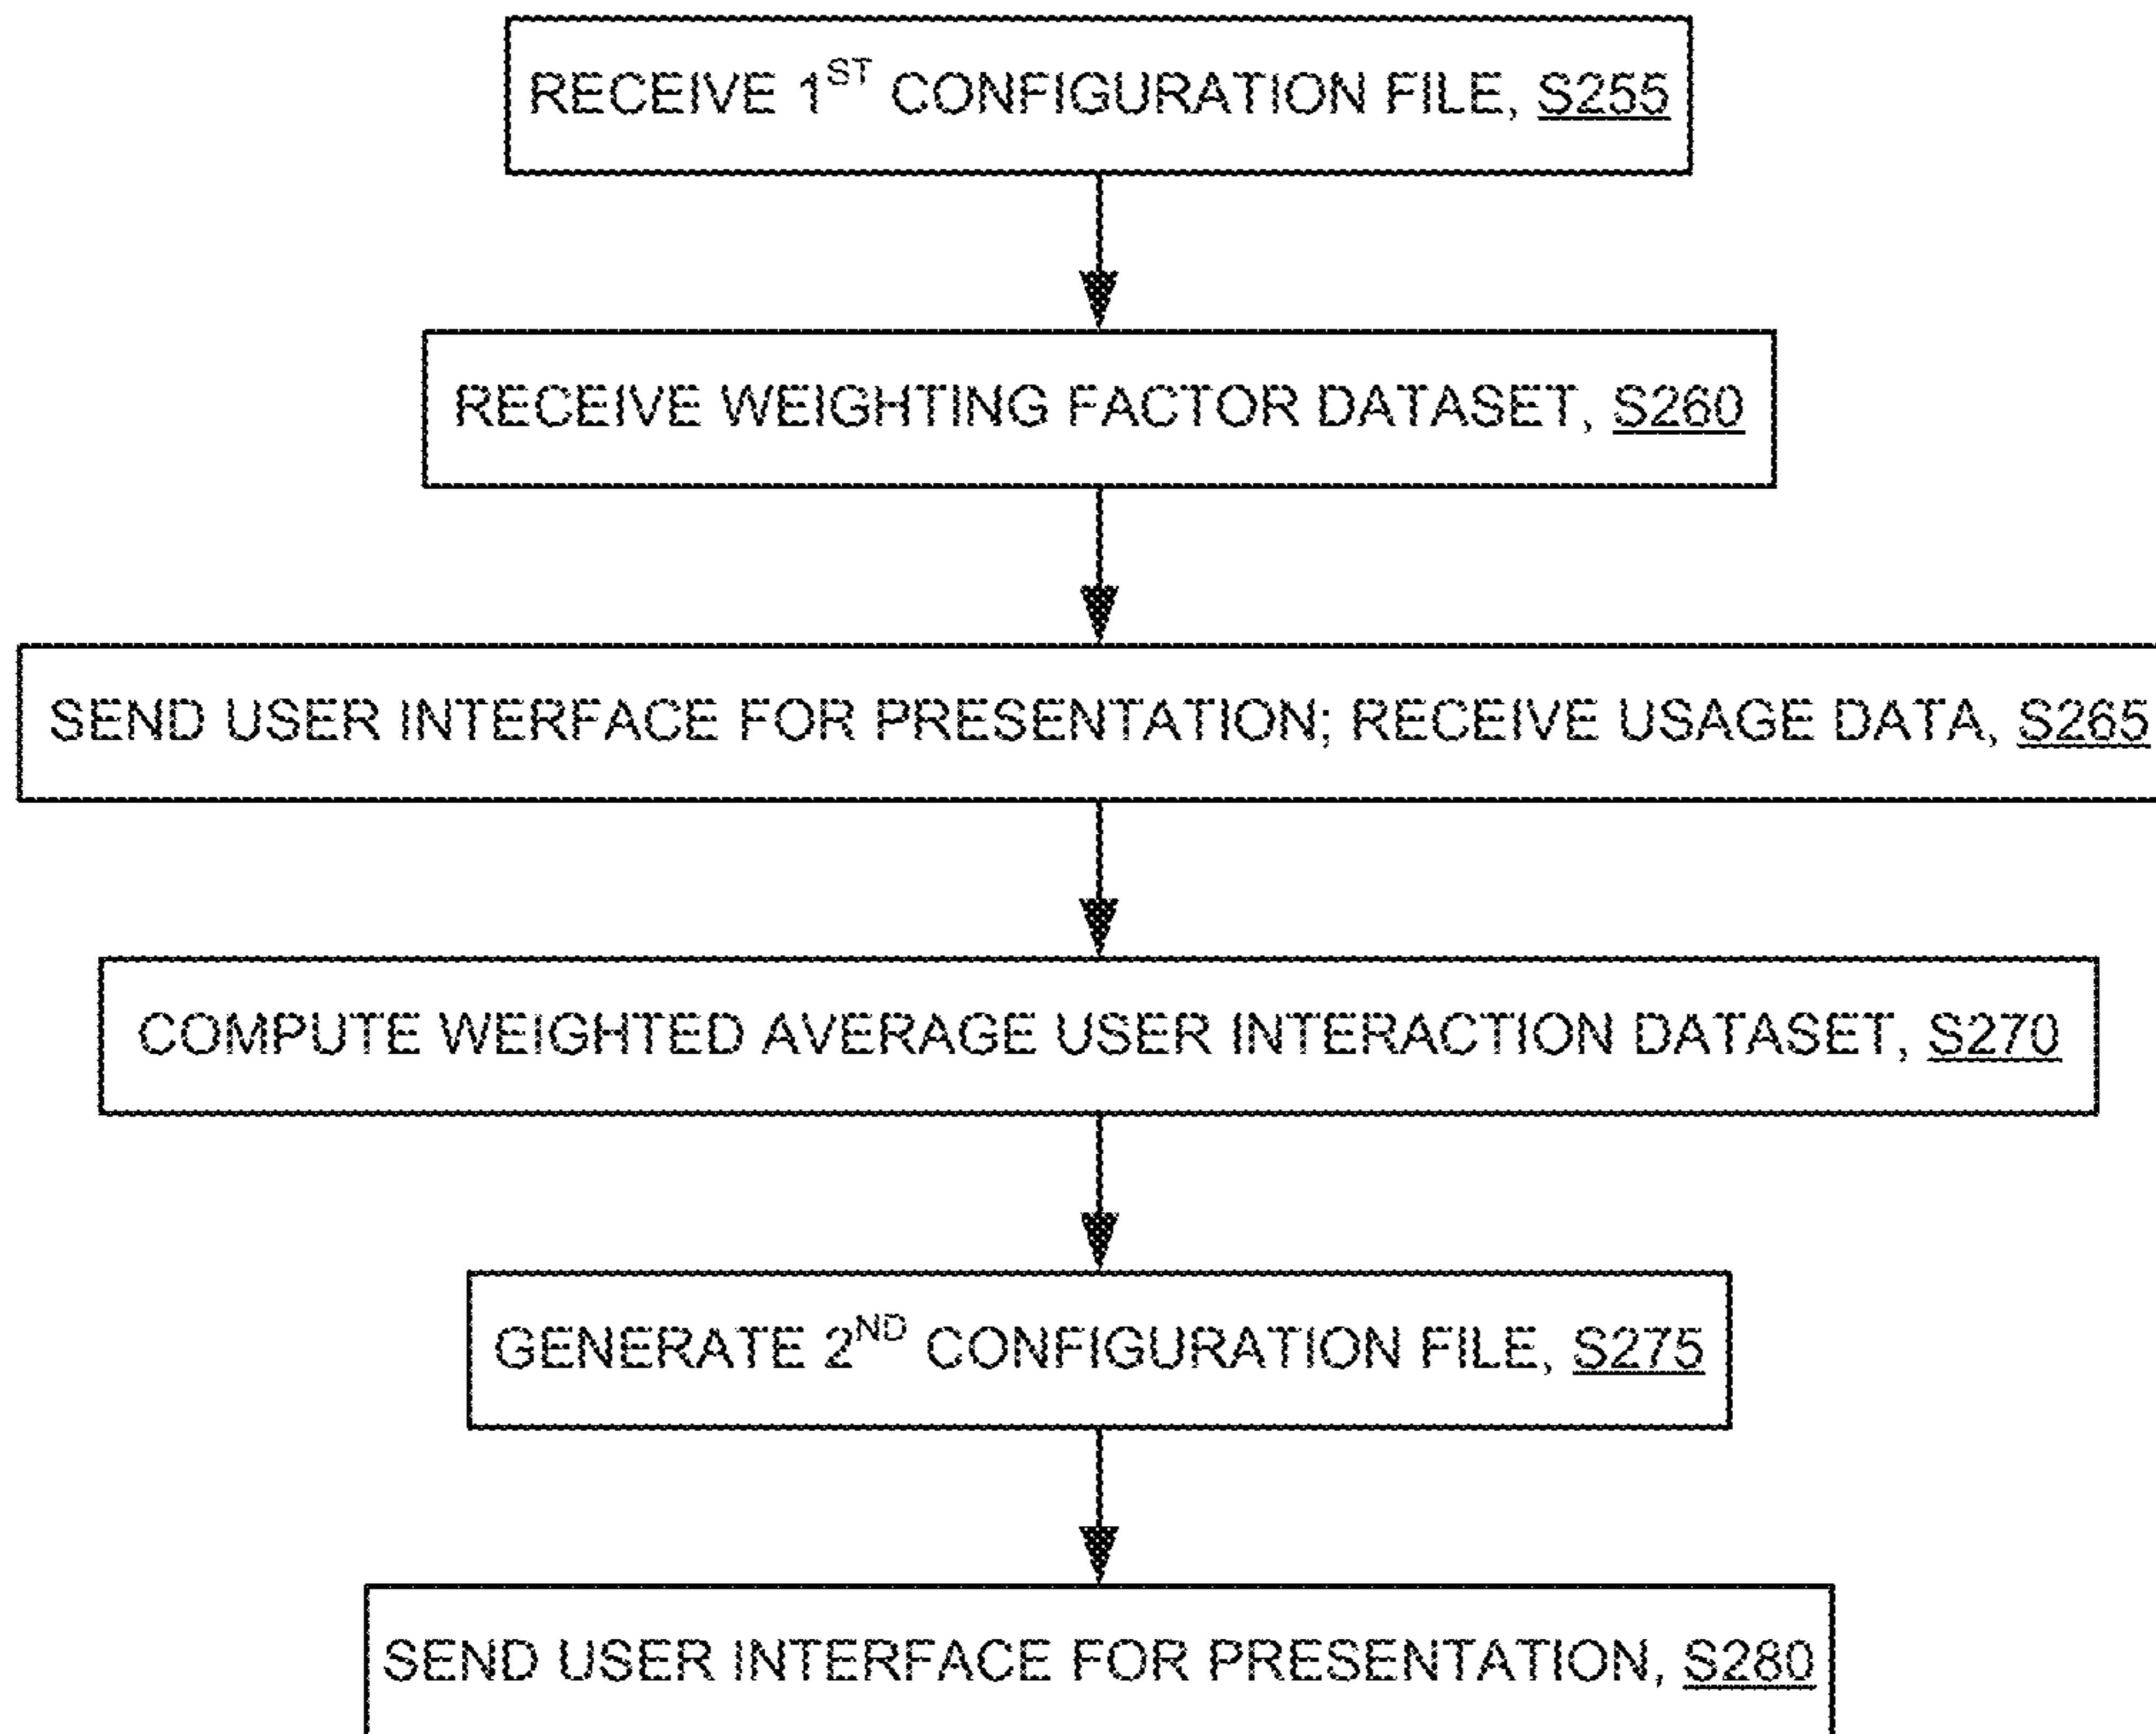 RECEIVE 1ST CONFIGURATION FILE, S255
RECEIVE WEIGHTING FACTOR DATASET, S260
SEND USER INTERFACE FOR PRESENTATION; RECEIVE USAGE DATA, S265
COMPUTE WEIGHTED AVERAGE USER INTERACTION DATASET, S270
GENERATE 2ND CONFIGURATION FILE, S275
SEND USER INTERFACE FOR PRESENTATION, S280